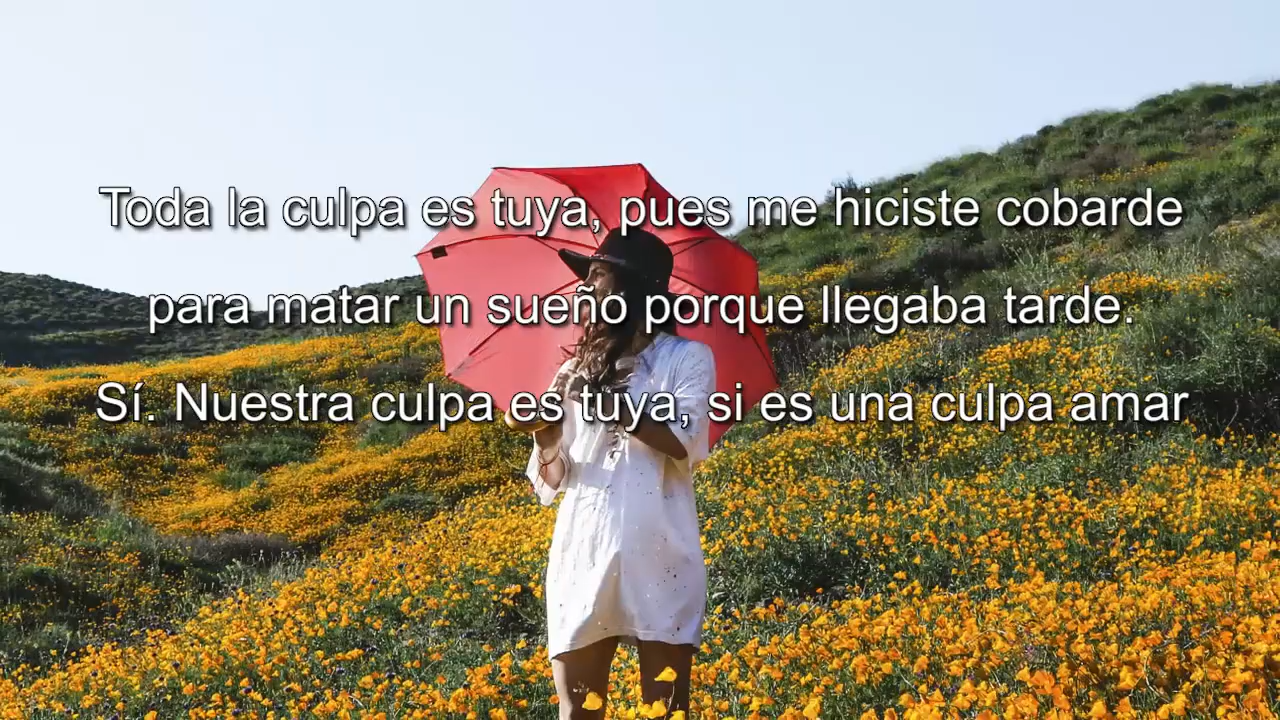 Toda la culpa es tuya, pues me hiciste cobarde
para matar un sueño porque llegaba tarde.
Sí. Nuestra culpa es tuya, si es una culpa amar